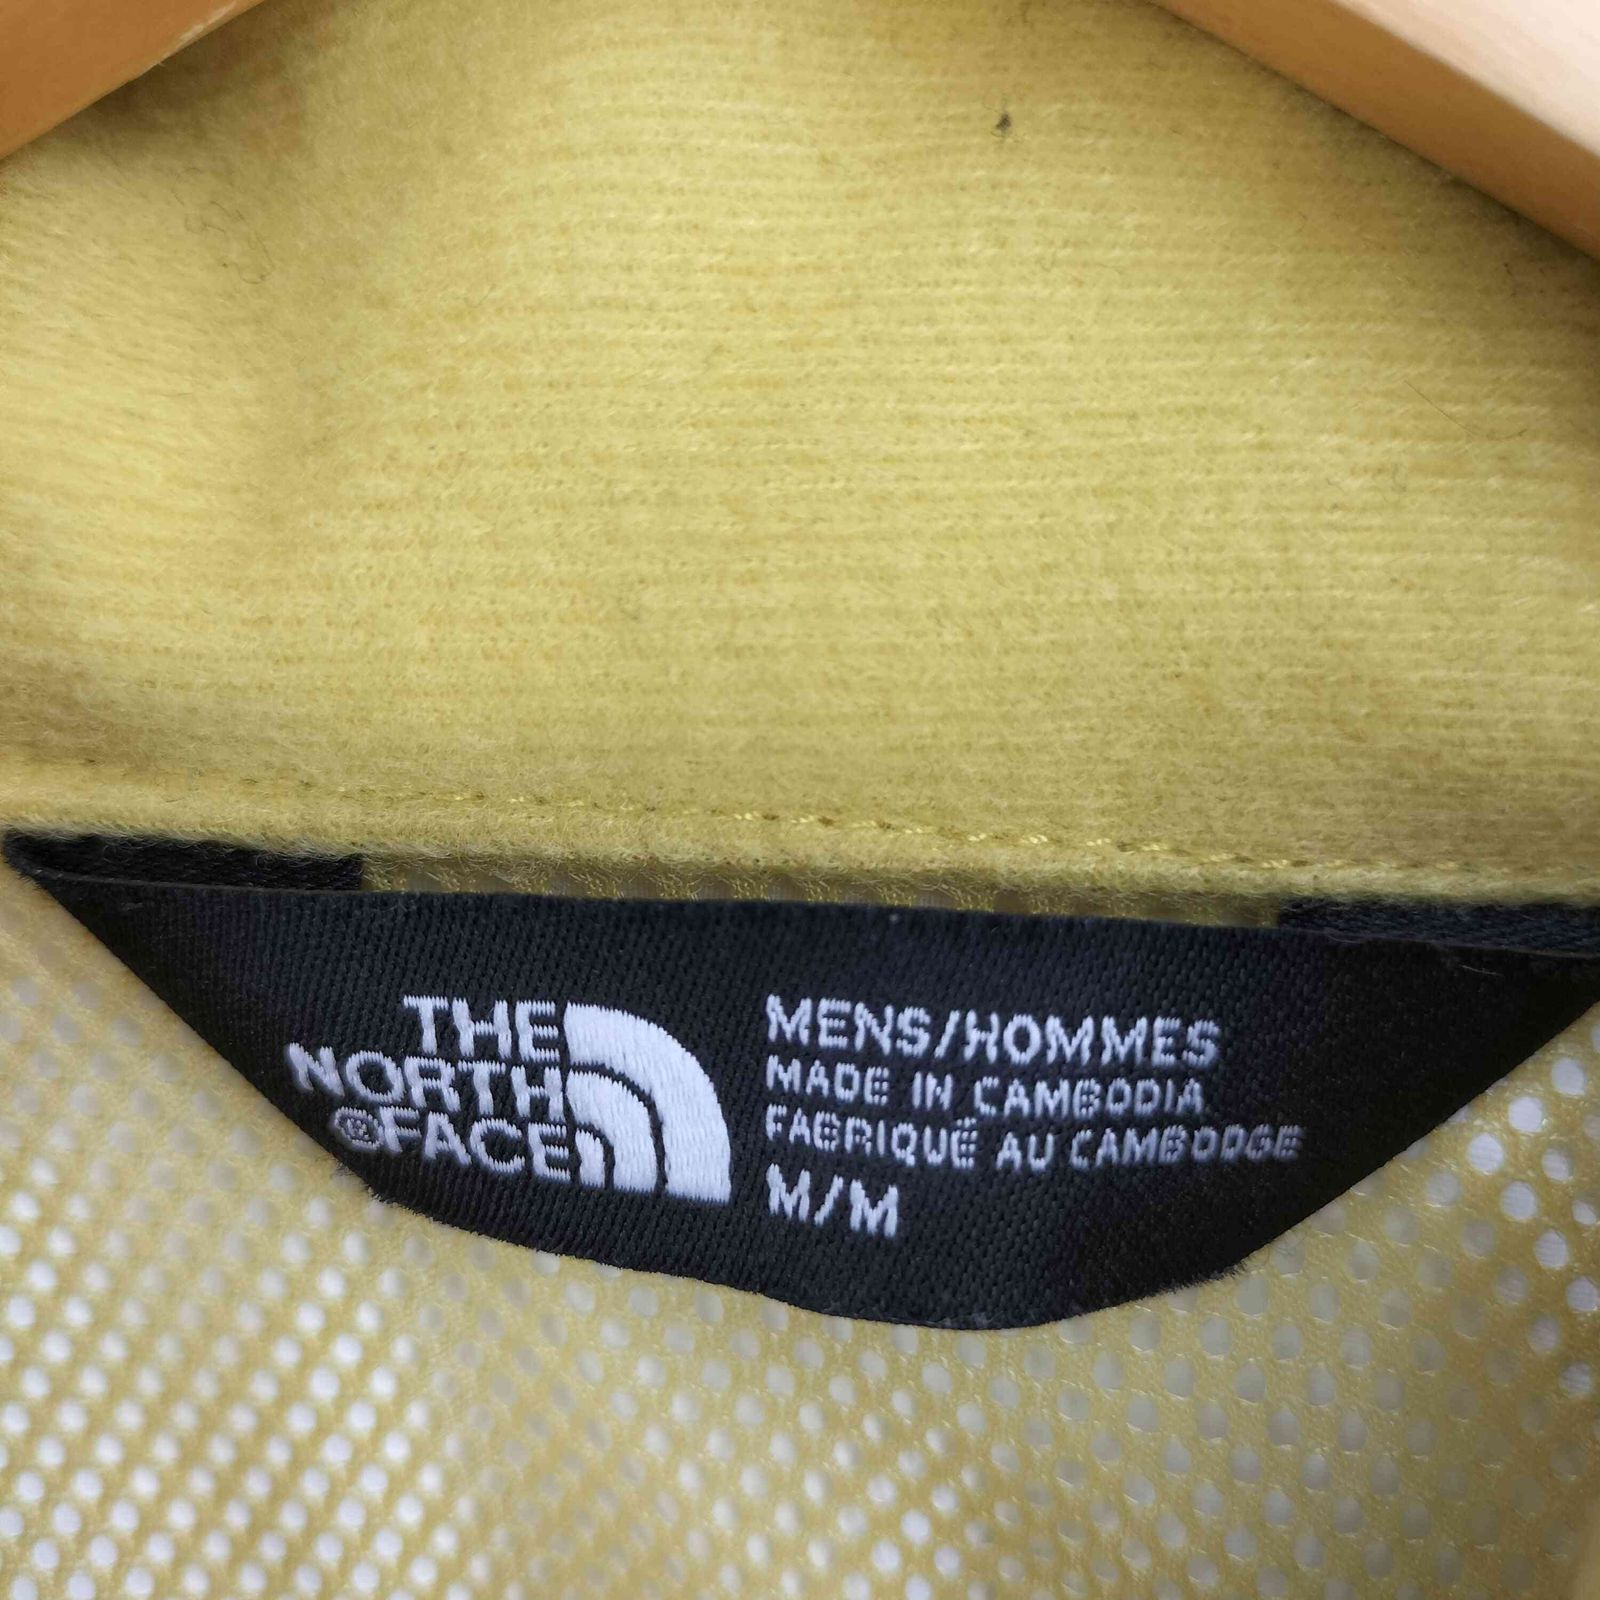 THE
NORTH
®FACE
MENS/HOMMES
MADE IN CAMBODIA
FABRIQUÉ AU CAMBODGE
M/M